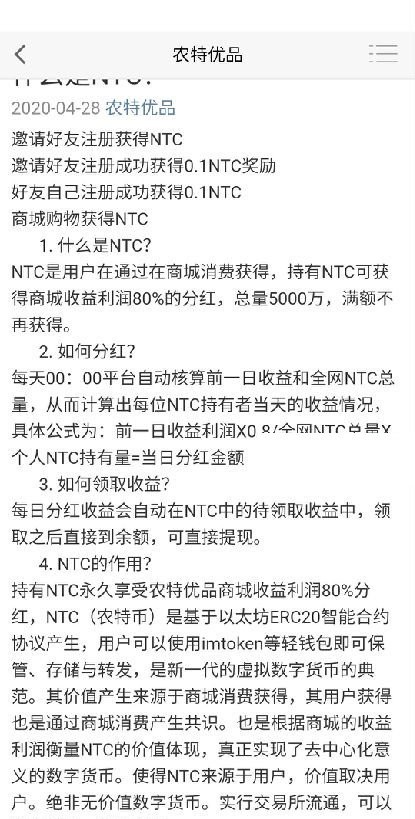 农特优品
什么是NTC?
2020-04-28 农特优品
邀请好友注册获得NTC
邀请好友注册成功获得0.1NTC奖励
好友自己注册成功获得0.1NTC
商城购物获得NTC
1. 什么是NTC?
NTC是用户在通过在商城消费获得，持有NTC可获
得商城收益利润80%的分红，总量5000万，满额不
再获得。
2. 如何分红?
每天00：00平台自动核算前一日收益和全网NTC总
量，从而计算出每位NTC持有者当天的收益情况，
具体公式为：前一日收益利润X0.8/全网NTC总量X
个人NTC持有量=当日分红金额
3. 如何领取收益?
每日分红收益会自动在NTC中的待领取收益中，领
取之后直接到余额，可直接提现。
4. NTC的作用?
持有NTC永久享受农特优品商城收益利润80%分
红，NTC（农特币）是基于以太坊ERC20智能合约
协议产生，用户可以使用imtoken等轻钱包即可保
管、存储与转发，是新一代的虚拟数字货币的典
范。其价值产生来源于商城消费获得，其用户获得
也是通过商城消费产生共识。也是根据商城的收益
利润衡量NTC的价值体现，真正实现了去中心化意
义的数字货币。使得NTC来源于用户，价值取决用
户。绝非无价值数字货币。实行交易所流通，可以